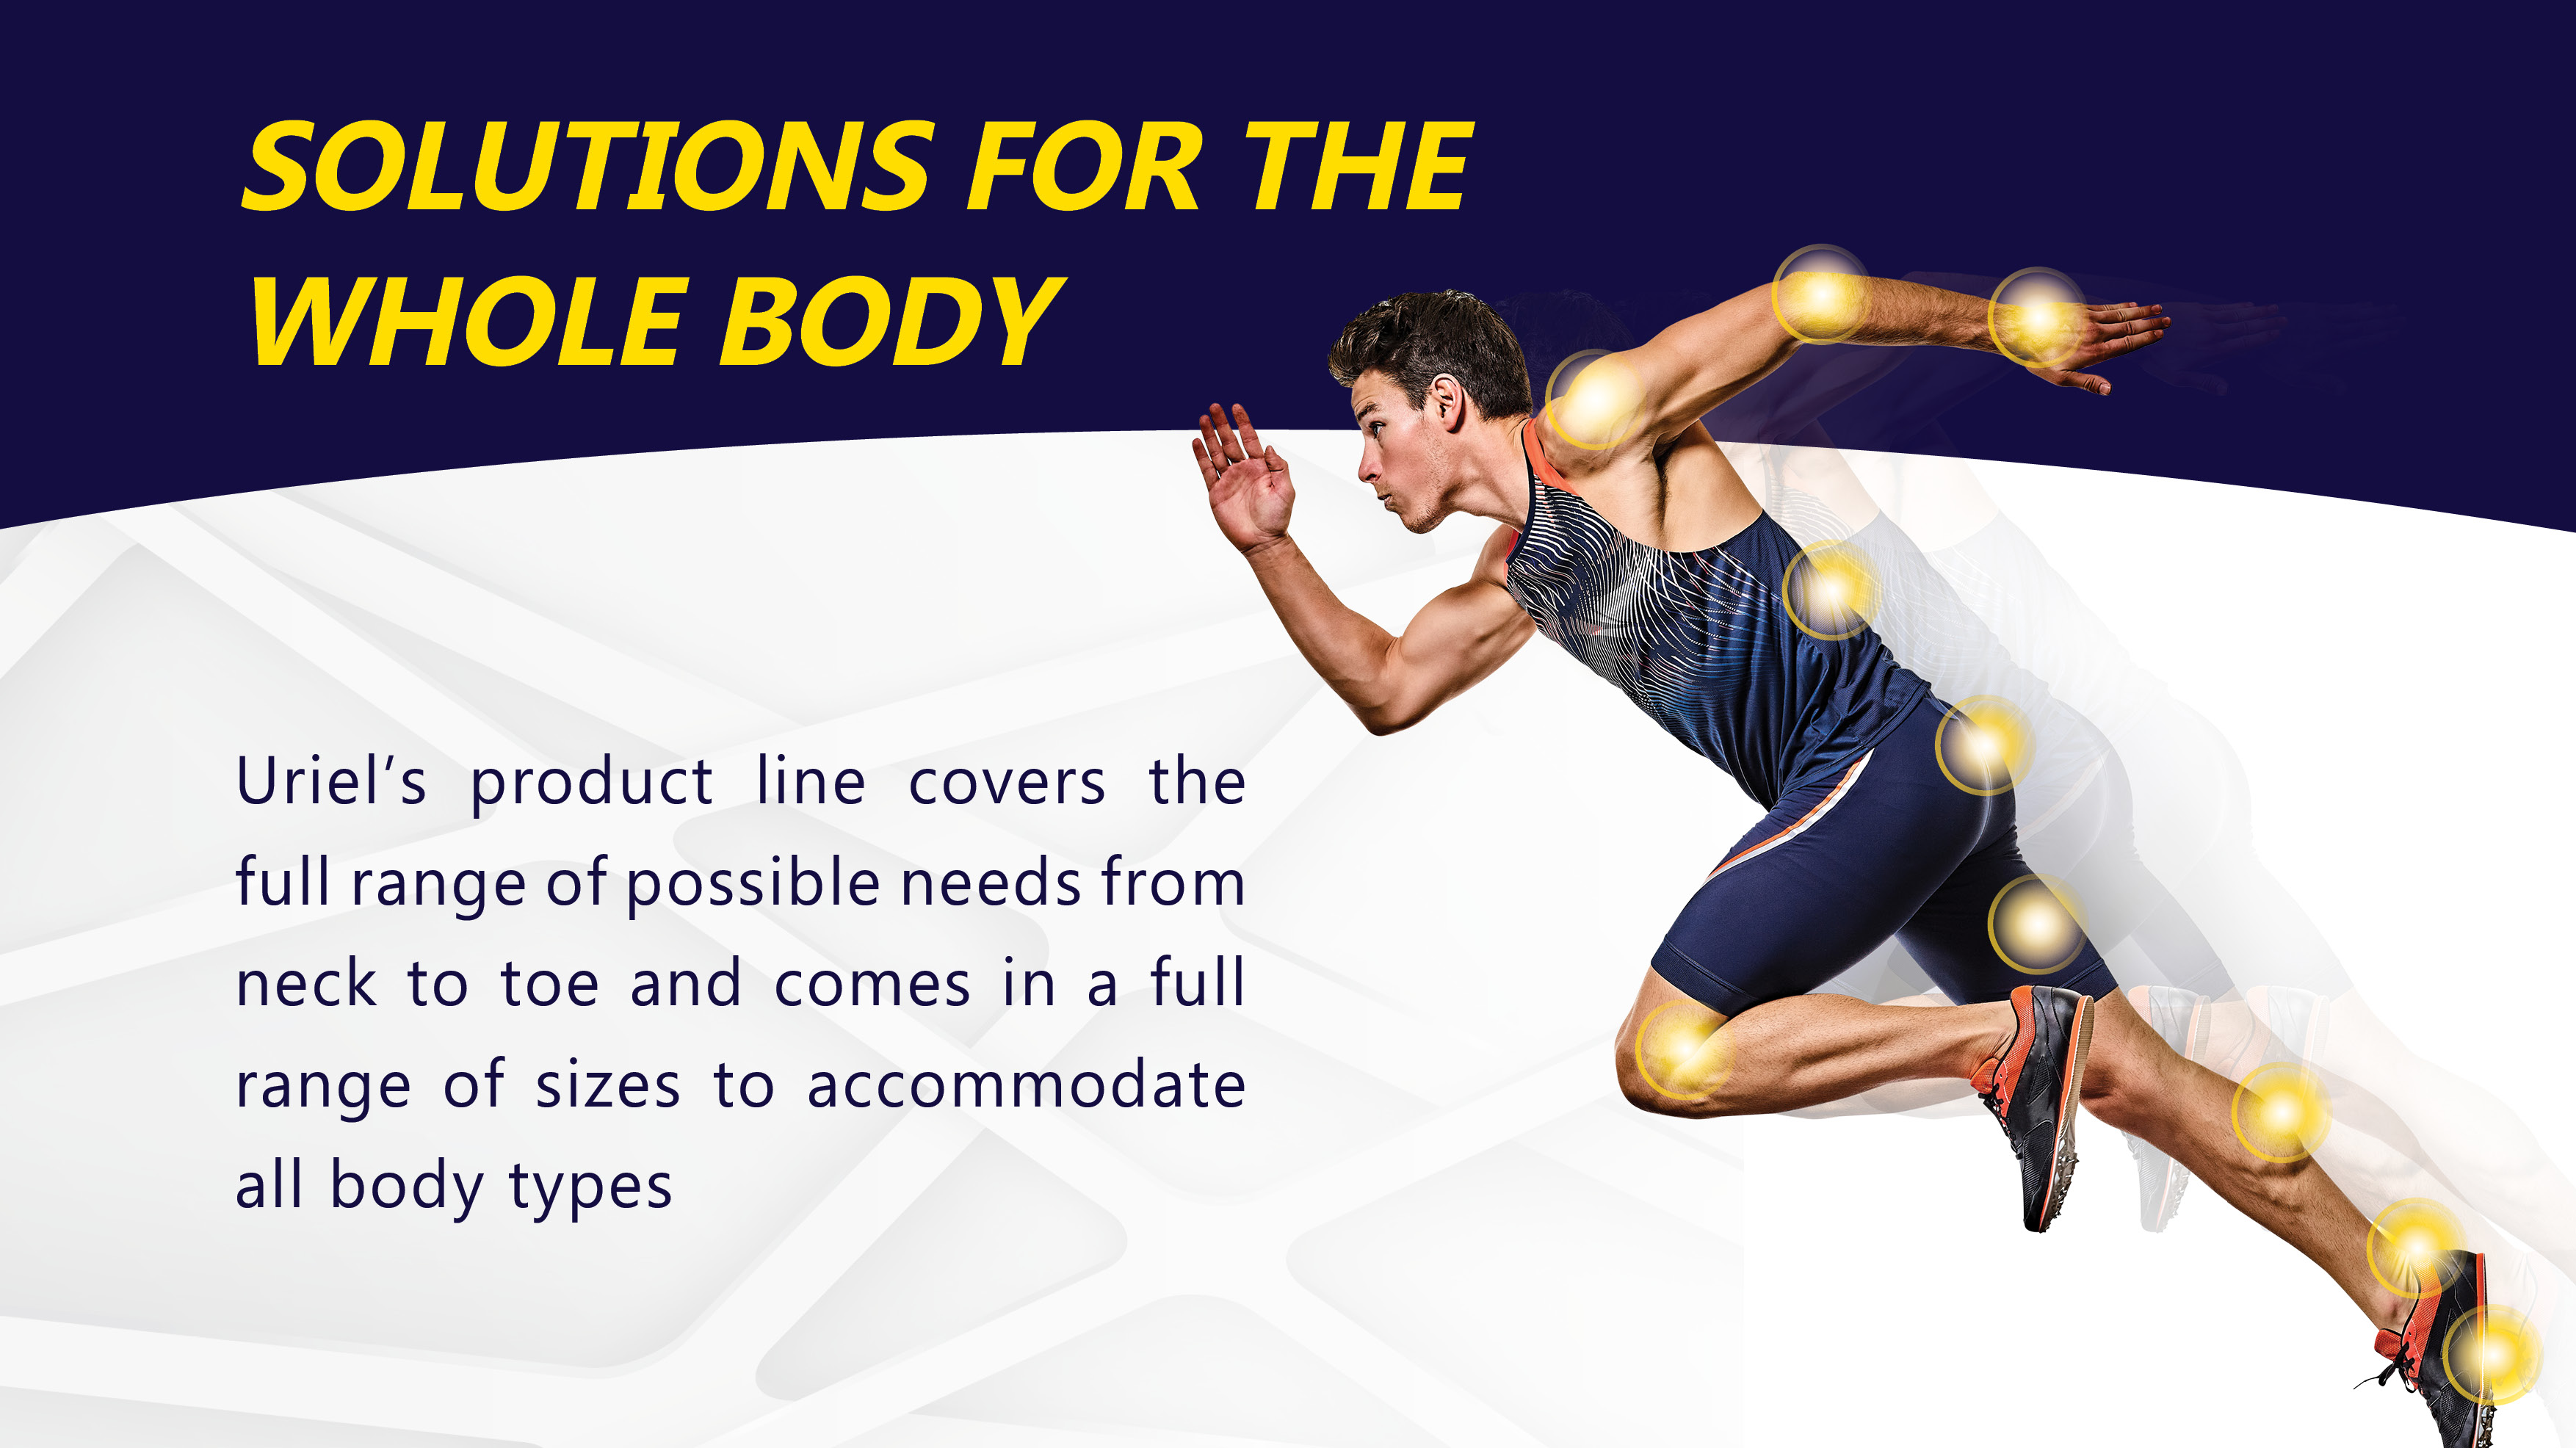 SOLUTIONS FOR THE
WHOLE BODY
Uriel’s product line covers the
full range of possible needs from
neck to toe and comes in a full
range of sizes to accommodate
all body types